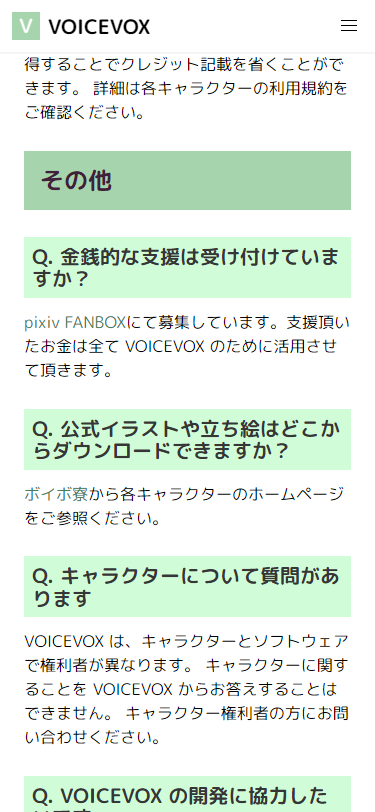 V VOICEVOX
得することでクレジット記載を省くことがで
きます。 詳細は各キャラクターの利用規約を
ご確認ください。
その他
Q. 金銭的な支援は受け付けていま
すか？
pixiv FANBOXにて募集しています。支援頂い
たお金は全て VOICEVOX のために活用させ
て頂きます。
Q. 公式イラストや立ち絵はどこか
らダウンロードできますか？
ボイボ寮から各キャラクターのホームページ
をご参照ください。
Q. キャラクターについて質問があ
ります
VOICEVOX は、キャラクターとソフトウェア
で権利者が異なります。 キャラクターに関す
ることを VOICEVOX からお答えすることは
できません。 キャラクター権利者の方にお問
い合わせください。
Q. VOICEVOX の開発に協力した